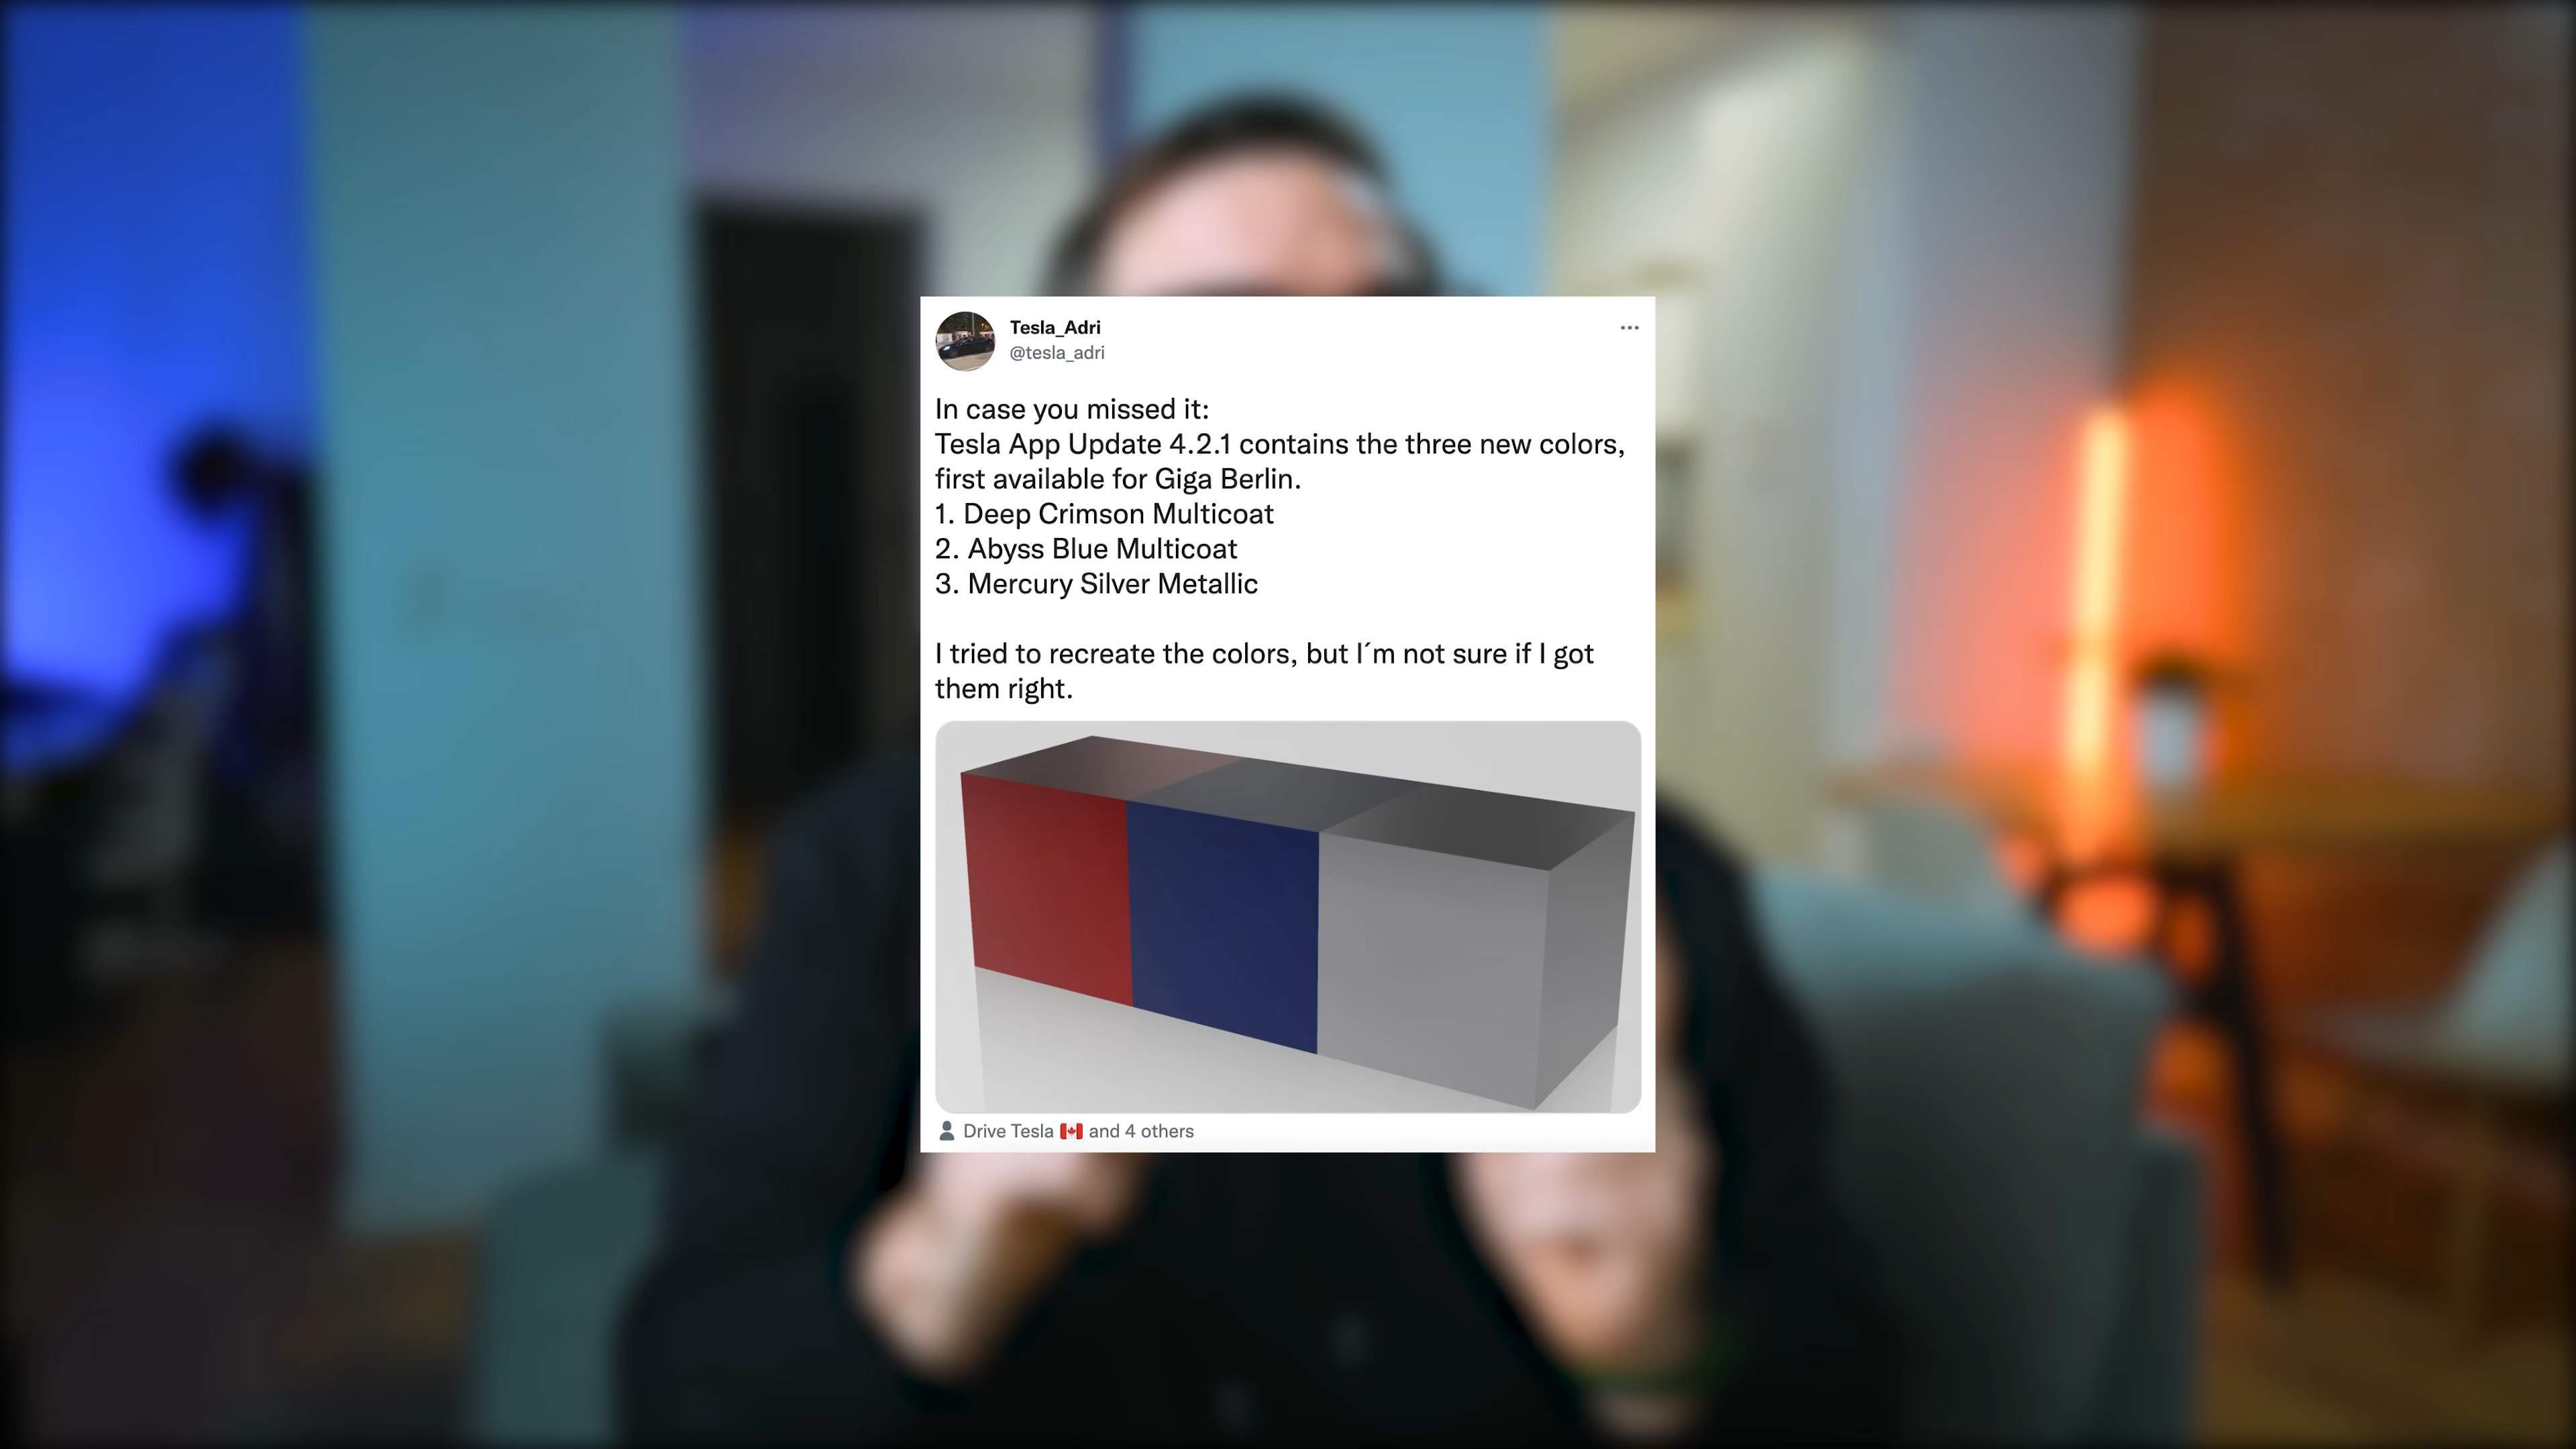 Tesla_Adri
@tesla_adri
In case you missed it:
Tesla App Update 4.2.1 contains the three new colors,
first available for Giga Berlin.
1. Deep Crimson Multicoat
2. Abyss Blue Multicoat
3. Mercury Silver Metallic
I tried to recreate the colors, but I´m not sure if I got
them right.
Drive Tesla 🇨🇦 and 4 others